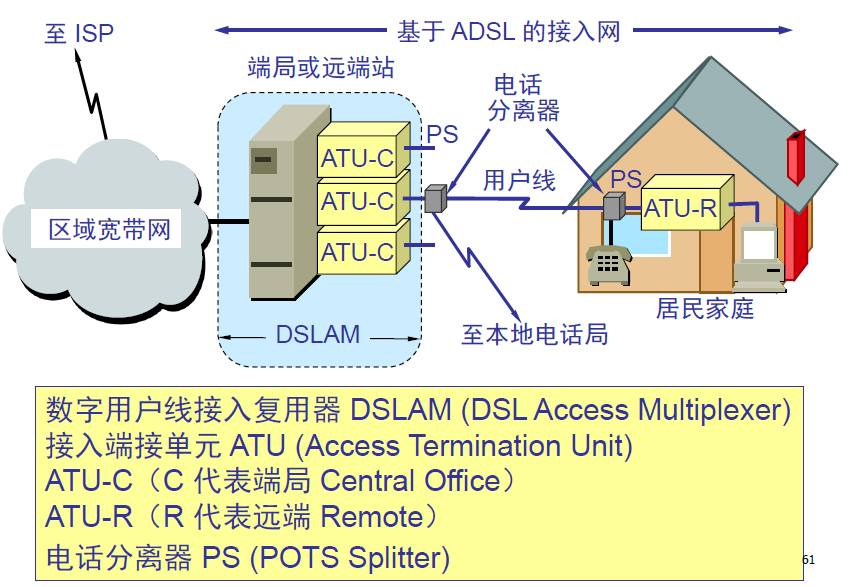 至 ISP
基于 ADSL 的接入网
端局或远端站
电话
分离器
PS
ATU-C
用户线
PS
ATU-C
ATU-R
区域宽带网
ATU-C
居民家庭
DSLAM
至本地电话局
数字用户线接入复用器 DSLAM (DSL Access Multiplexer)
接入端接单元 ATU (Access Termination Unit)
ATU-C（C 代表端局 Central Office）
ATU-R（R 代表远端 Remote）
电话分离器 PS (POTS Splitter)
61